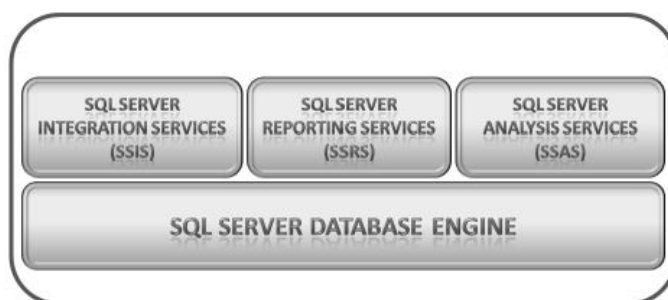 SQL SERVER
INTEGRATION SERVICES
(SSIS)
SQL SERVER
REPORTING SERVICES
(SSRS)
SQL SERVER
ANALYSIS SERVICES
(SSAS)
SQL SERVER DATABASE ENGINE